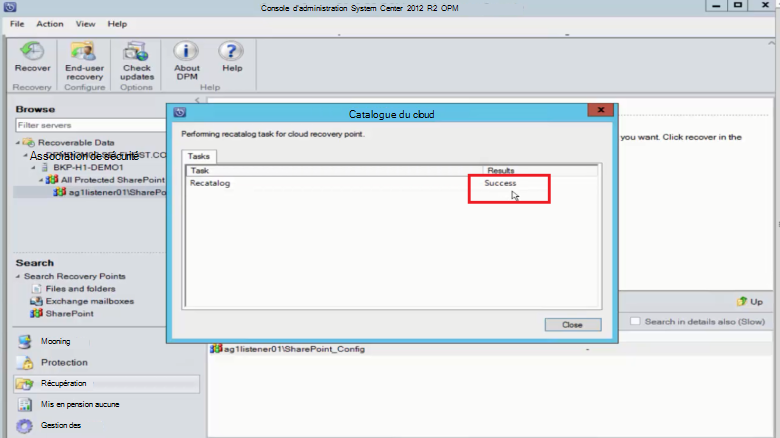 Console d'administration System Center 2012 R2 OPM
File Action View Help
Recover
End-user recovery
Check updates
About DPM
Help
Recovery Configure Options Help
Browse
Filter servers
Recoverable Data
Association de sécurité
BKP-H1-DEMO1
All Protected SharePoint
ag1listener01\SharePo
Catalogue du cloud
Performing recatalog task for cloud recovery point.
Tasks
Task Results
Recatalog Success
Close
you want. Click recover in the
Search
Search Recovery Points
Files and folders
Exchange mailboxes
SharePoint
Up
Search in details also (Slow)
ag1listener01\SharePoint_Config -
Mooning
Protection
Récupération
Mis en pension aucune
Gestion des